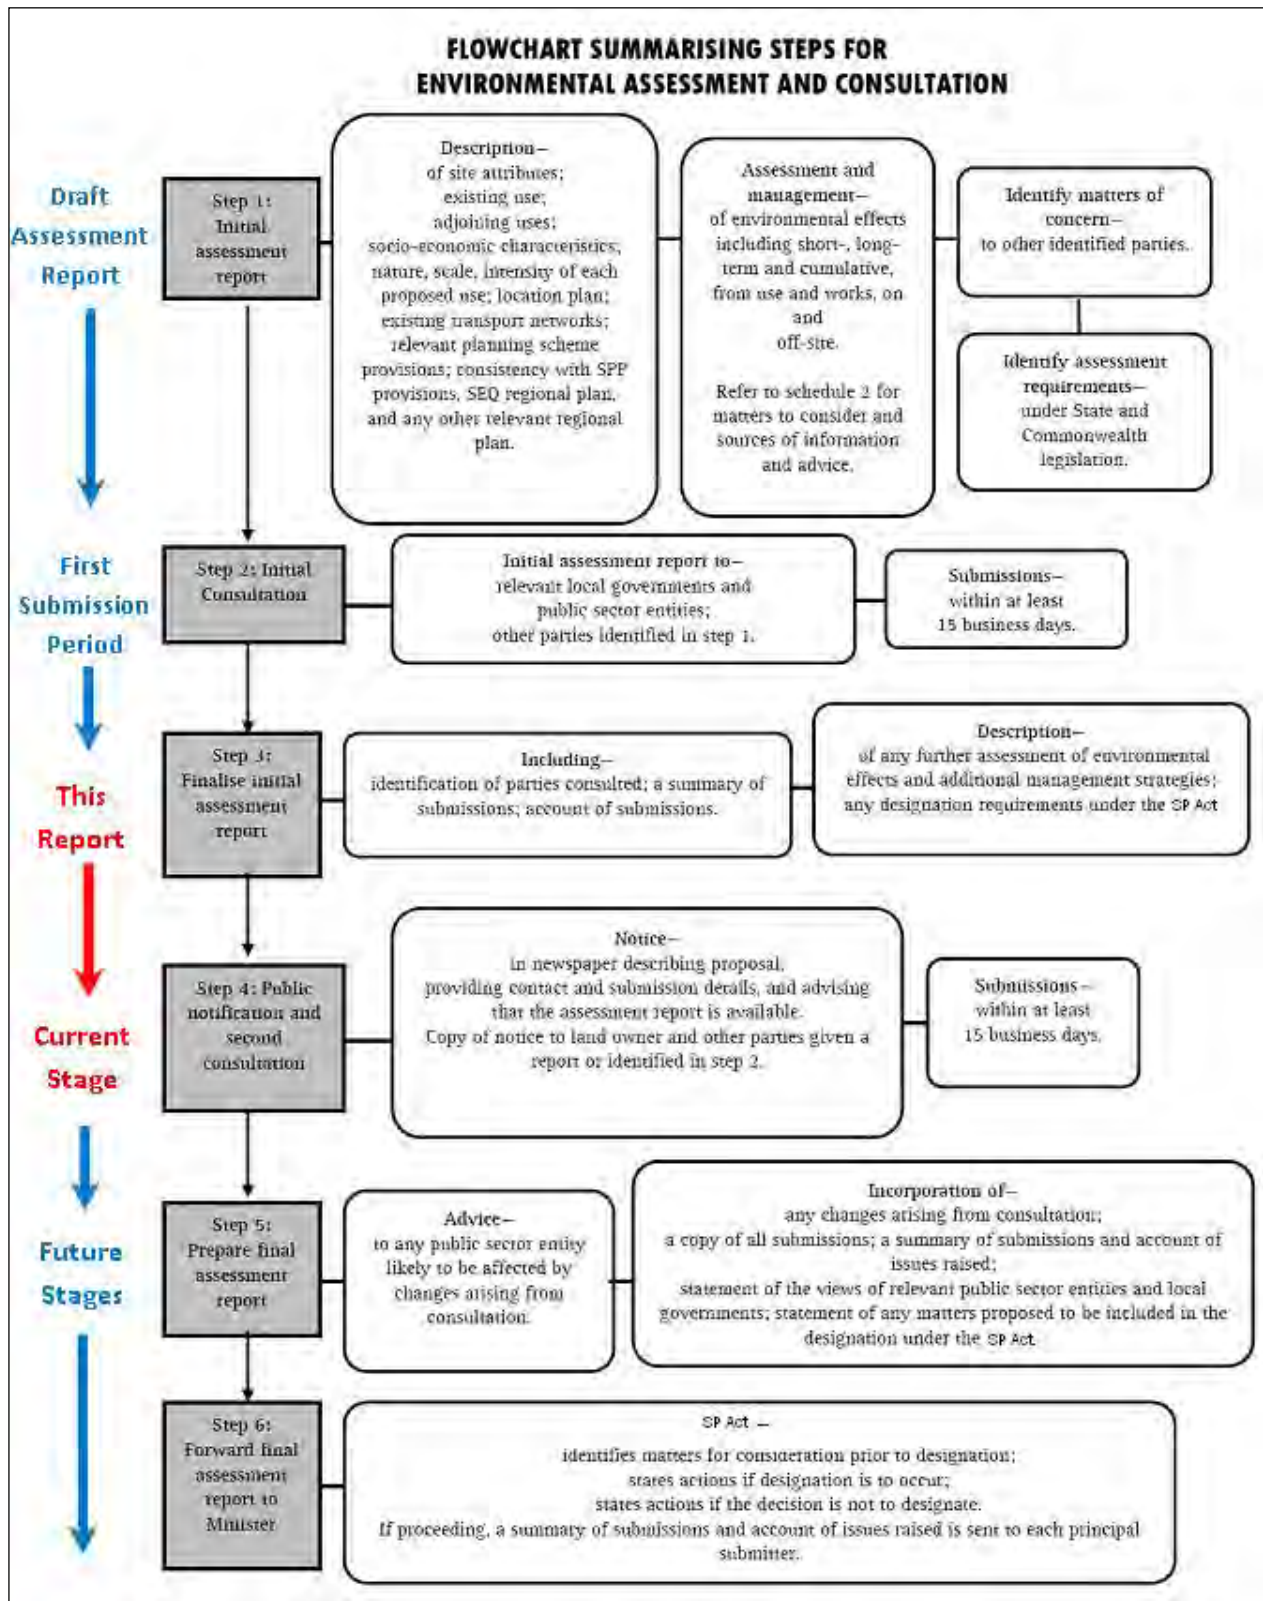 FLOWCHART SUMMARISING STEPS FOR
ENVIRONMENTAL ASSESSMENT AND CONSULTATION
Draft
Assessment
Report
Step 1:
Initial
assessment
report
Description—
of site attributes;
existing use;
adjoining uses;
socio-economic characteristics;
nature, scale, intensity of each
proposed use; location plan;
existing transport networks;
relevant planning scheme
provisions; consistency with SPP
provisions, SEQ regional plan,
and any other relevant regional
plan.
Assessment and
management—
of environmental effects
including short-, long-
term and cumulative,
from use and works, on
and
off-site.
Refer to schedule 2 for
matters to consider and
sources of information
and advice.
Identify matters of
concern—
to other identified parties.
Identify assessment
requirements—
under State and
Commonwealth
legislation.
First
Submission
Period
Step 2: Initial
Consultation
Initial assessment report to—
relevant local governments and
public sector entities;
other parties identified in step 1.
Submissions—
within at least
15 business days.
This
Report
Step 3:
Finalise initial
assessment
report
Including—
identification of parties consulted; a summary of
submissions; account of submissions.
Description—
of any further assessment of environmental
effects and additional management strategies;
any designation requirements under the SP Act
Current
Stage
Step 4: Public
notification and
second
consultation
Notice—
in newspaper describing proposal,
providing contact and submission details, and advising
that the assessment report is available.
Copy of notice to land owner and other parties given a
report or identified in step 2.
Submissions—
within at least
15 business days.
Future
Stages
Step 5:
Prepare final
assessment
report
Advice—
to any public sector entity
likely to be affected by
changes arising from
consultation.
Incorporation of—
any changes arising from consultation;
a copy of all submissions; a summary of submissions and account of
issues raised;
statement of the views of relevant public sector entities and local
governments; statement of any matters proposed to be included in the
designation under the SP Act
Step 6:
Forward final
assessment
report to
Minister
SP Act —
identifies matters for consideration prior to designation;
states actions if designation is to occur;
states actions if the decision is not to designate.
If proceeding, a summary of submissions and account of issues raised is sent to each principal
submitter.